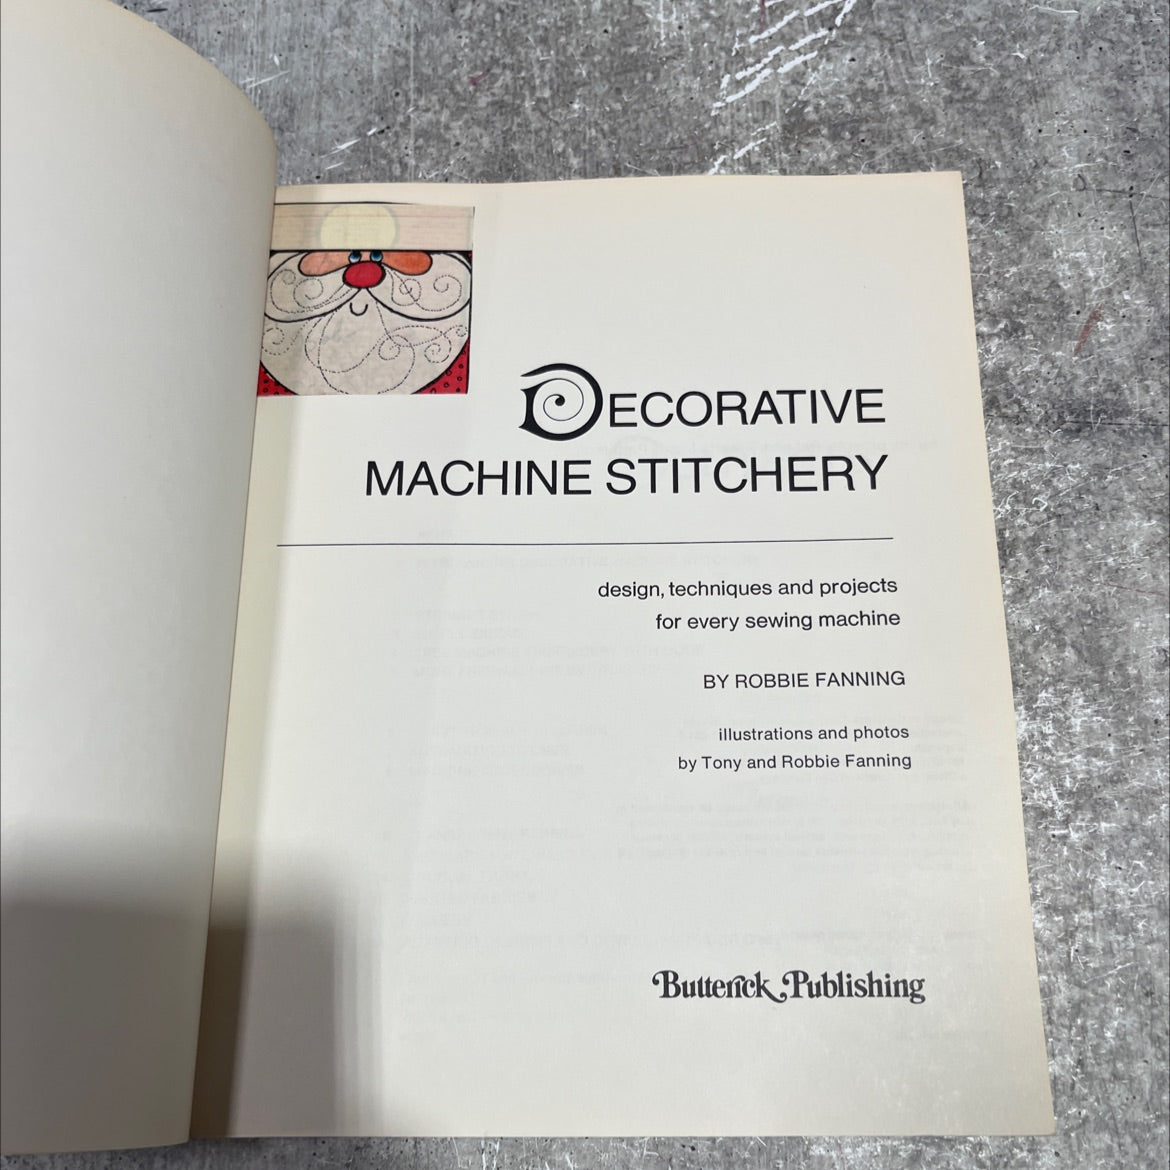 DECORATIVE
MACHINE STITCHERY
design, techniques and projects
for every sewing machine
BY ROBBIE FANNING
illustrations and photos
by Tony and Robbie Fanning
Butterick Publishing